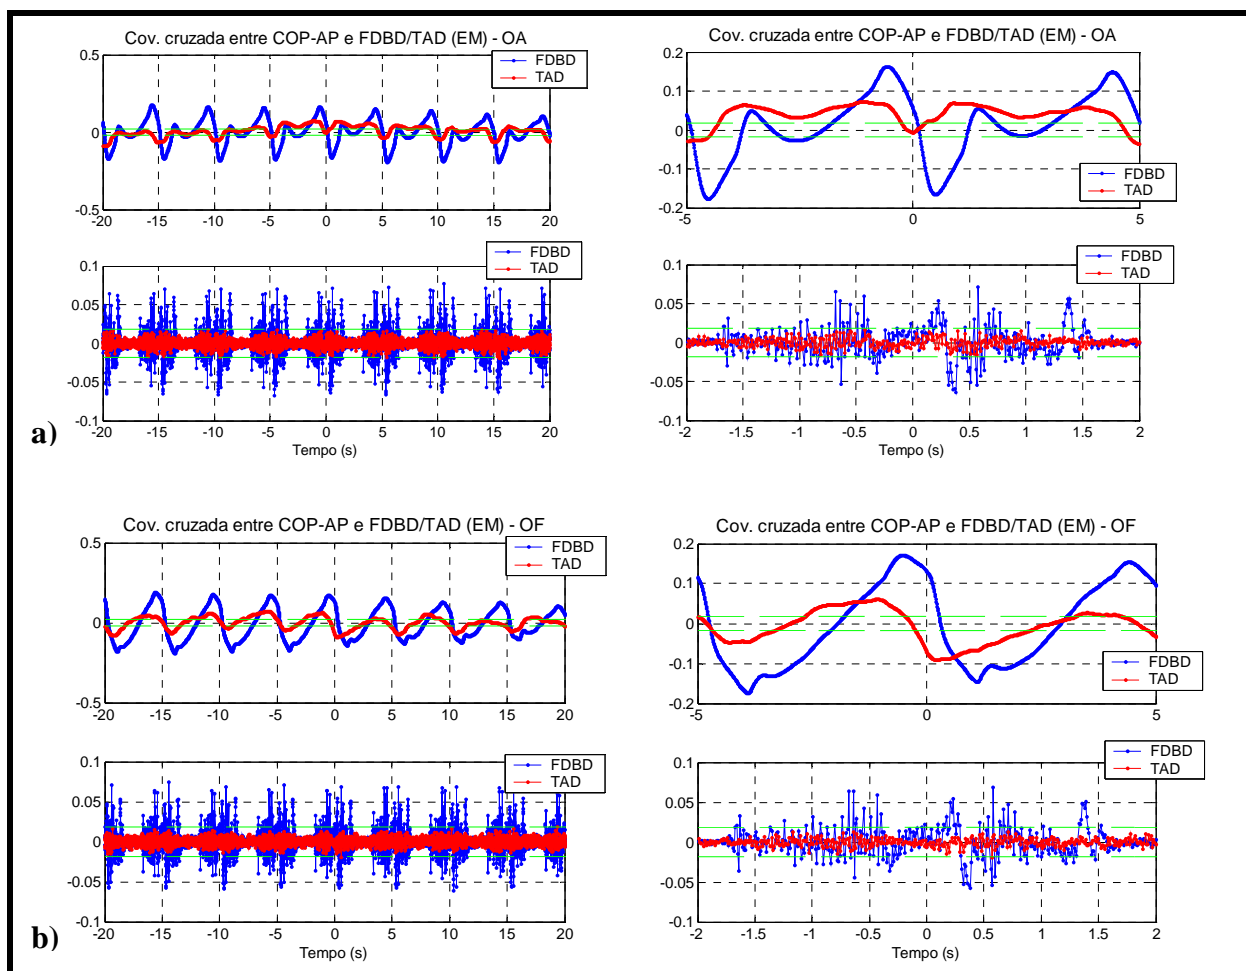 Cov. cruzada entre COP-AP e FDBD/TAD (EM) - OA
0.5
0
-0.5
-20 -15 -10 -5 0 5 10 15 20
FDBD
TAD
Cov. cruzada entre COP-AP e FDBD/TAD (EM) - OA
0.2
0.1
0
-0.1
-0.2
-5 0 5
FDBD
TAD
0.1
0.05
0
-0.05
-0.1
-20 -15 -10 -5 0 5 10 15 20
Tempo (s)
FDBD
TAD
0.1
0.05
0
-0.05
-0.1
-2 -1.5 -1 -0.5 0 0.5 1 1.5 2
Tempo (s)
FDBD
TAD
a)
Cov. cruzada entre COP-AP e FDBD/TAD (EM) - OF
0.5
0
-0.5
-20 -15 -10 -5 0 5 10 15 20
FDBD
TAD
Cov. cruzada entre COP-AP e FDBD/TAD (EM) - OF
0.2
0.1
0
-0.1
-0.2
-5 0 5
FDBD
TAD
0.1
0.05
0
-0.05
-0.1
-20 -15 -10 -5 0 5 10 15 20
Tempo (s)
FDBD
TAD
0.1
0.05
0
-0.05
-0.1
-2 -1.5 -1 -0.5 0 0.5 1 1.5 2
Tempo (s)
FDBD
TAD
b)